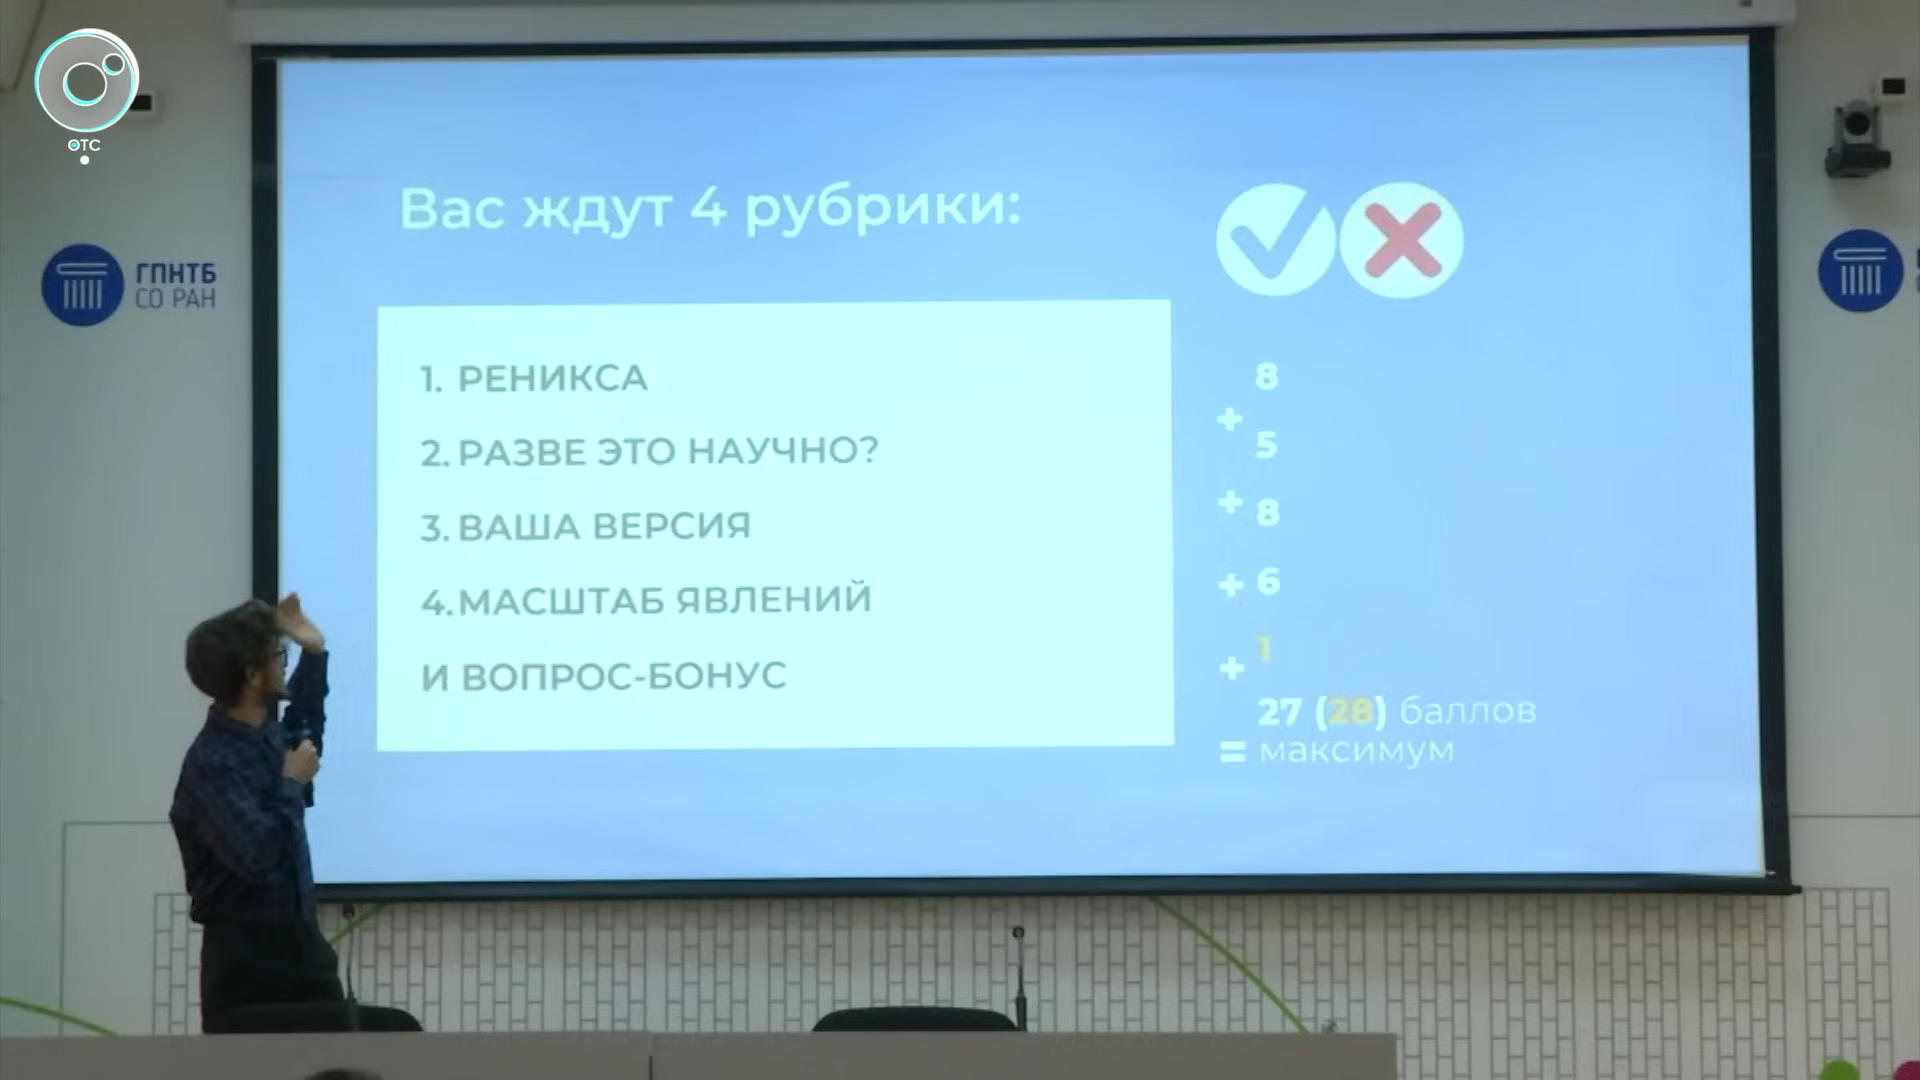 ОТС
ГПНТБ
СО РАН
Вас ждут 4 рубрики:
1. РЕНИКСА
2. РАЗВЕ ЭТО НАУЧНО?
3. ВАША ВЕРСИЯ
4. МАСШТАБ ЯВЛЕНИЙ
И ВОПРОС-БОНУС
8
+
5
+ 8
+ 6
+ 1
27 (28) баллов
= максимум